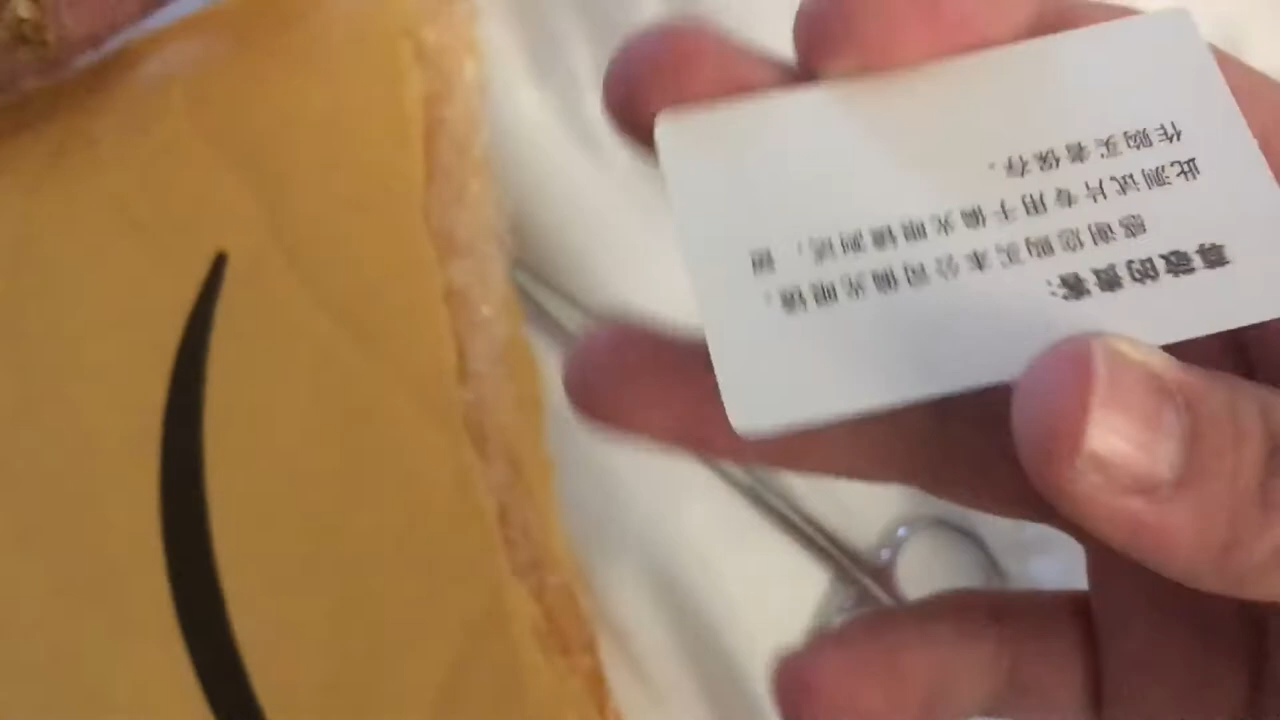 尊敬的貴客:
感谢您购买本公司偏光眼镜。
此测试片专用于偏光眼镜测试，留
作购买者保存。